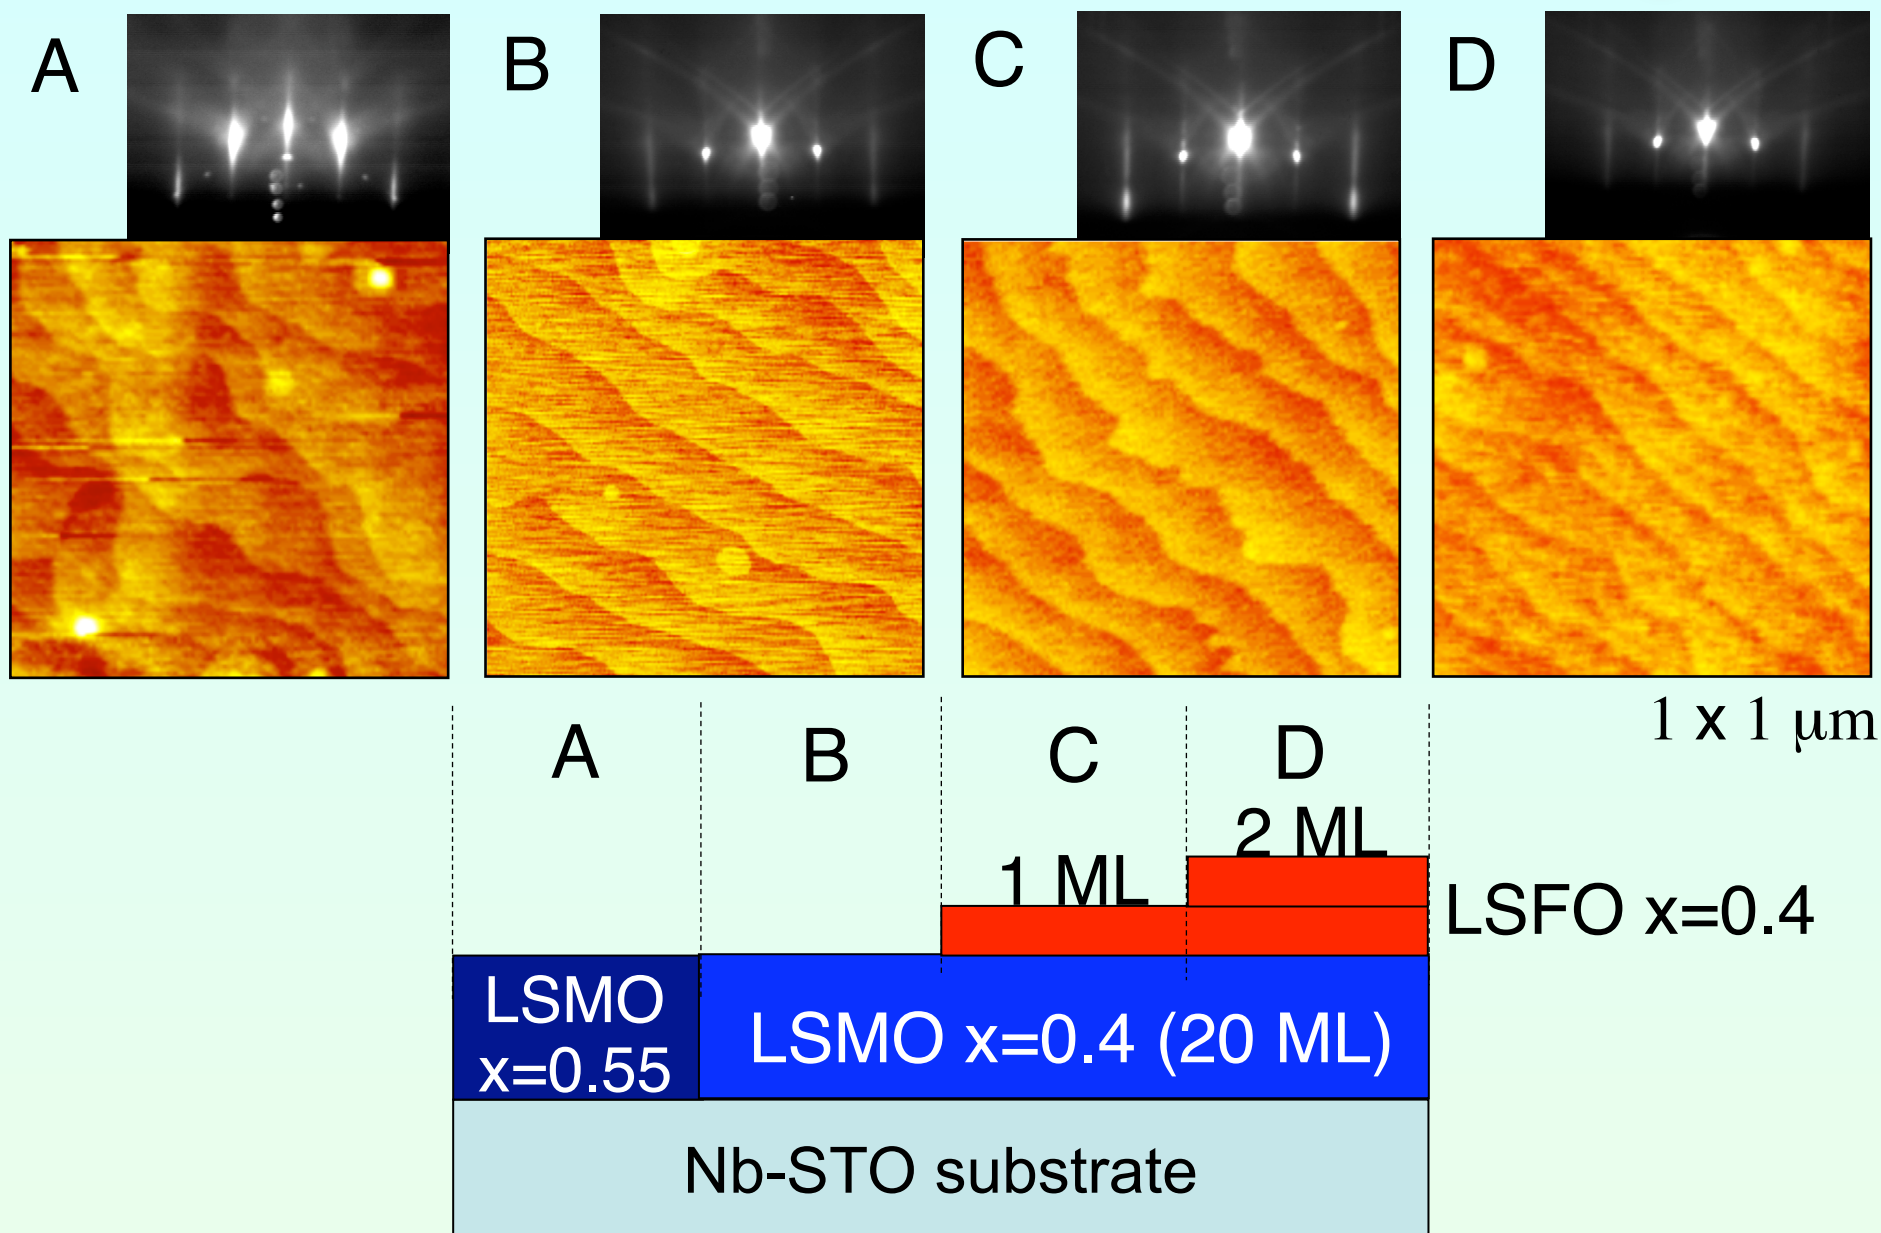 A
B
C
D
1 x 1 μm
A
B
C
D
2 ML
1 ML
LSFO x=0.4
LSMO
x=0.55
LSMO x=0.4 (20 ML)
Nb-STO substrate